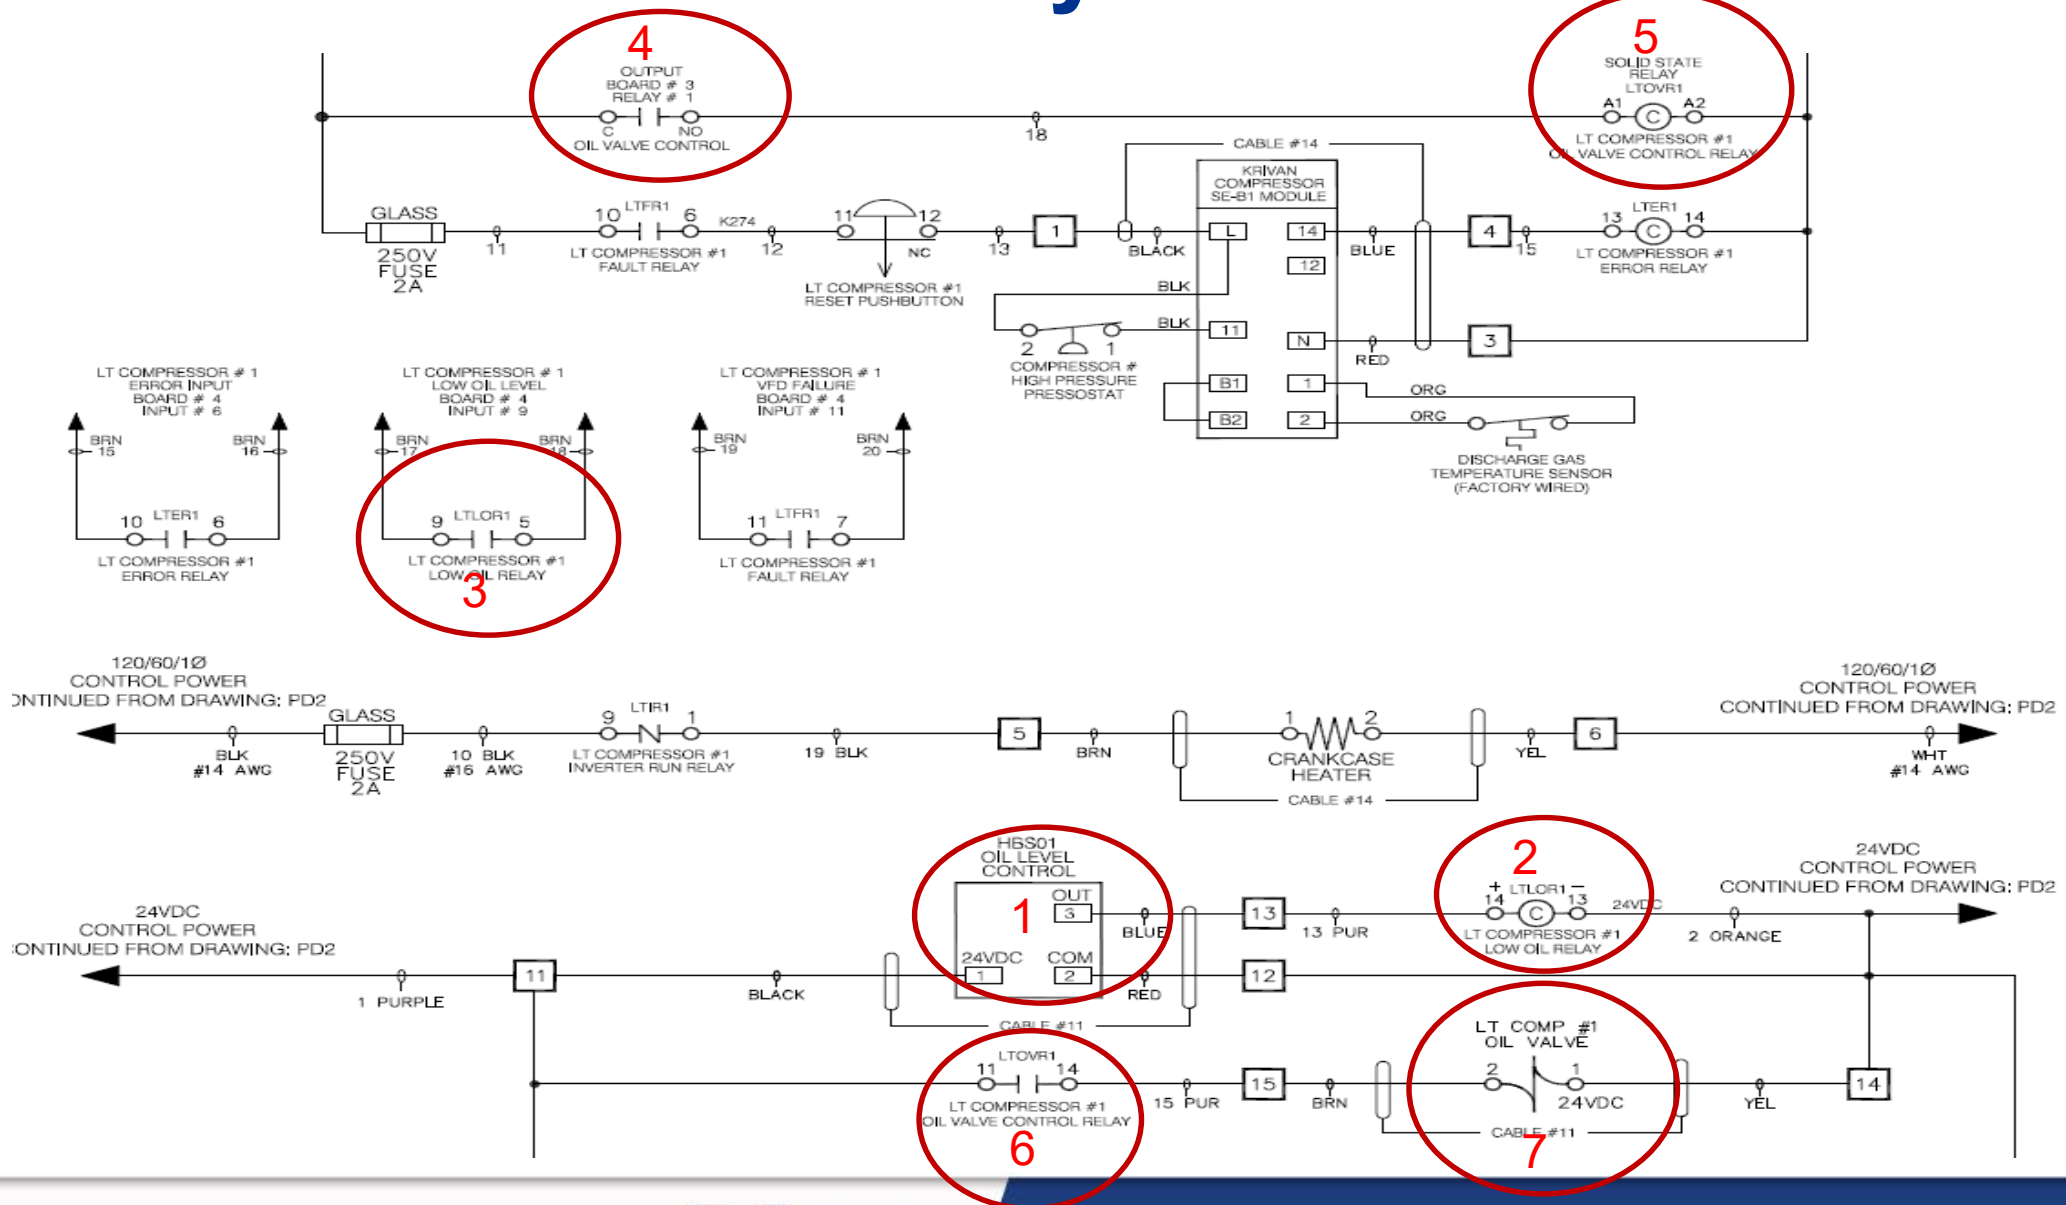 4
OUTPUT
BOARD # 3
RELAY # 1
C NO
OIL VALVE CONTROL
18
5
SOLID STATE
RELAY
LTOVR1
A1 C A2
LT COMPRESSOR #1
OIL VALVE CONTROL RELAY
CABLE #14
KRIVAN
COMPRESSOR
SE-B1 MODULE
GLASS
250V
FUSE
2A
11
10 LTFR1 6
LT COMPRESSOR #1
FAULT RELAY
K274
12
11 12
NC
LT COMPRESSOR #1
RESET PUSHBUTTON
13
1
BLACK
L
14
12
BLUE
4
15
13 LTER1 14
C
LT COMPRESSOR #1
ERROR RELAY
BLK
BLK
11
2 1
COMPRESSOR #
HIGH PRESSURE
PRESSOSTAT
N
RED
3
B1
1
ORG
B2
2
ORG
DISCHARGE GAS
TEMPERATURE SENSOR
(FACTORY WIRED)
LT COMPRESSOR # 1
ERROR INPUT
BOARD # 4
INPUT # 6
BRN
15
BRN
16
10 LTER1 6
LT COMPRESSOR #1
ERROR RELAY
LT COMPRESSOR # 1
LOW OIL LEVEL
BOARD # 4
INPUT # 9
BRN
17
BRN
18
9 LTLOR1 5
LT COMPRESSOR #1
LOW OIL RELAY
3
LT COMPRESSOR # 1
VFD FAILURE
BOARD # 4
INPUT # 11
BRN
19
BRN
20
11 LTFR1 7
LT COMPRESSOR #1
FAULT RELAY
120/60/1Ø
CONTROL POWER
ONTINUED FROM DRAWING: PD2
BLK
#14 AWG
GLASS
250V
FUSE
2A
10 BLK
#16 AWG
9 LTIR1 1
LT COMPRESSOR #1
INVERTER RUN RELAY
19 BLK
5
BRN
1 2
CRANKCASE
HEATER
CABLE #14
YEL
6
120/60/1Ø
CONTROL POWER
CONTINUED FROM DRAWING: PD2
WHT
#14 AWG
24VDC
CONTROL POWER
CONTINUED FROM DRAWING: PD2
1 PURPLE
11
BLACK
HBS01
OIL LEVEL
CONTROL
1
OUT
3
24VDC
1
COM
2
BLUE
RED
CABLE #11
13
13 PUR
12
2
+ LTLOR1 −
14 C 13
LT COMPRESSOR #1
LOW OIL RELAY
24VDC
2 ORANGE
24VDC
CONTROL POWER
CONTINUED FROM DRAWING: PD2
LTOVR1
11 14
LT COMPRESSOR #1
OIL VALVE CONTROL RELAY
6
15 PUR
15
BRN
LT COMP #1
OIL VALVE
2 1
24VDC
CABLE #11
7
YEL
14